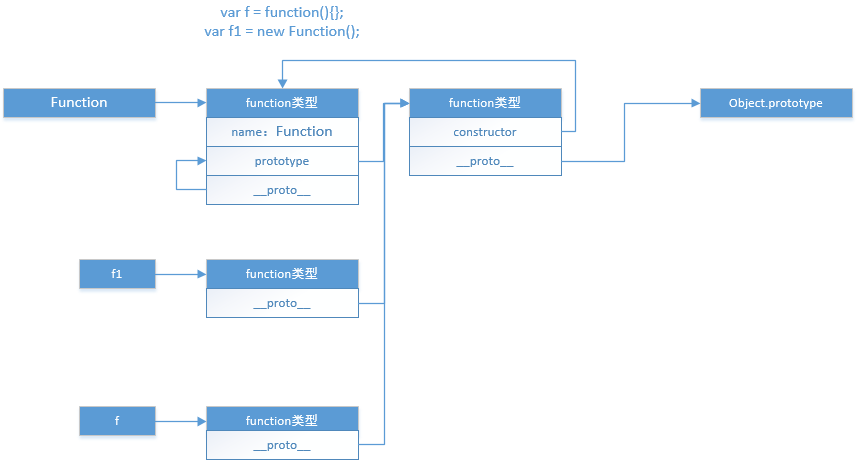 var f = function(){};
var f1 = new Function();
Function
function类型
function类型
Object.prototype
name：Function
constructor
prototype
__proto__
__proto__
f1
function类型
__proto__
f
function类型
__proto__